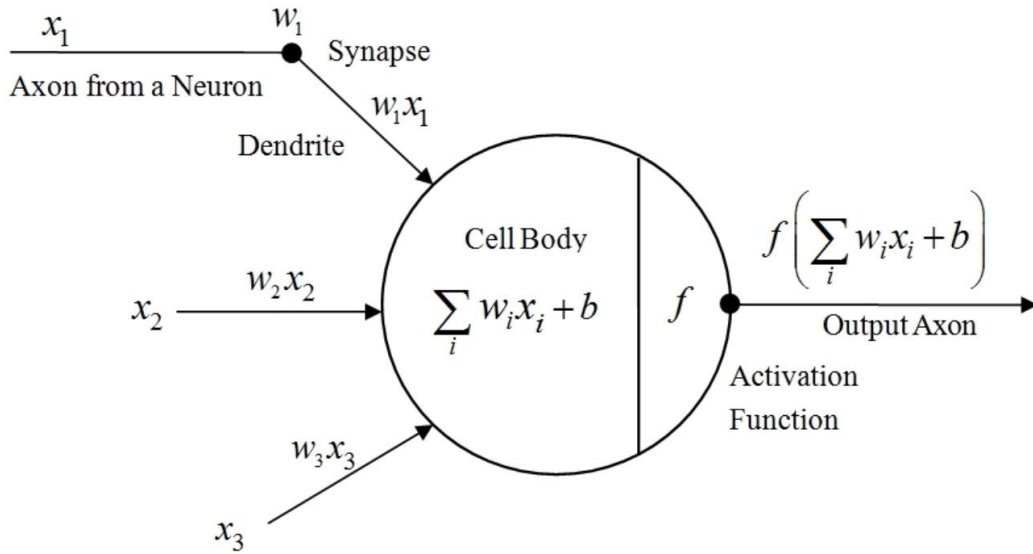 x₁
w₁
Synapse
Axon from a Neuron
w₁x₁
Dendrite
Cell Body
∑ᵢ wᵢxᵢ + b
f
f(∑ᵢ wᵢxᵢ + b)
Output Axon
Activation
Function
w₂x₂
x₂
w₃x₃
x₃